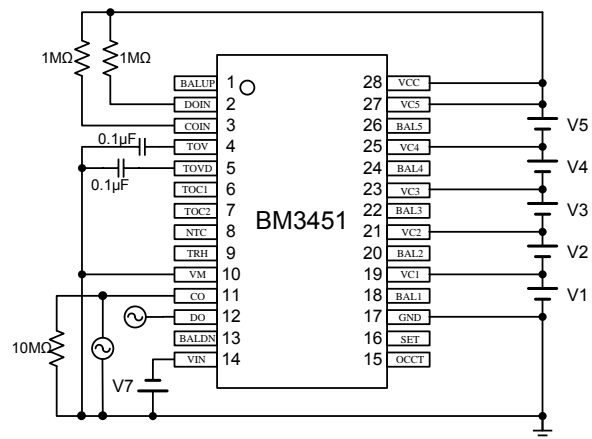 1MΩ 1MΩ
BALUP 1 28 VCC
DOIN 2 27 VC5
COIN 3 26 BAL5 V5
0.1µF TOV 4 25 VC4
0.1µF TOVD 5 24 BAL4 V4
TOC1 6 23 VC3
TOC2 7 BM3451 22 BAL3 V3
NTC 8 21 VC2
TRH 9 20 BAL2 V2
VM 10 19 VC1
CO 11 18 BAL1 V1
DO 12 17 GND
10MΩ BALDN 13 16 SET
V7 VIN 14 15 OCCT